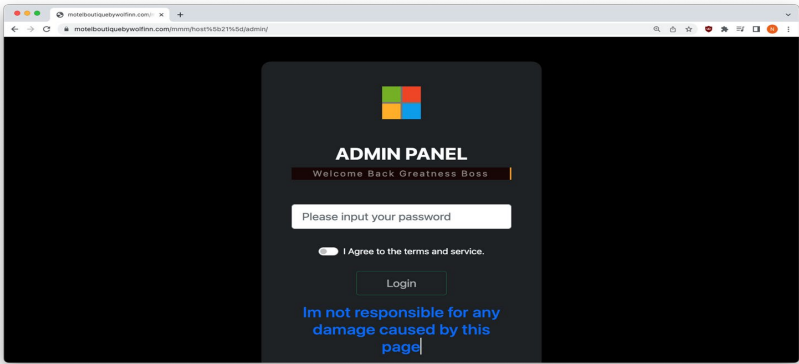 motelboutiquebywolfinn.com/m
motelboutiquebywolfinn.com/mmm/host%5b21%5d/admin/
ADMIN PANEL
Welcome Back Greatness Boss
Please input your password
I Agree to the terms and service.
Login
Im not responsible for any
damage caused by this
page